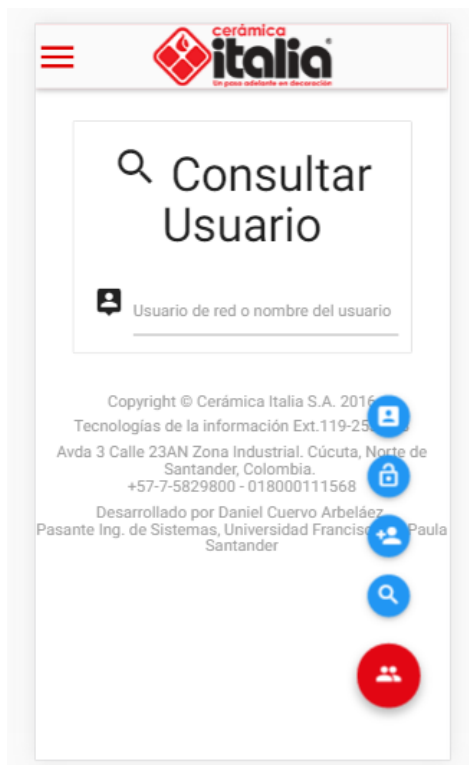 cerámica
italia
Un paso adelante en decoración
Consultar
Usuario
Usuario de red o nombre del usuario
Copyright © Cerámica Italia S.A. 2016
Tecnologías de la información Ext.119-25
Avda 3 Calle 23AN Zona Industrial. Cúcuta, Norte de
Santander, Colombia.
+57-7-5829800 - 018000111568
Desarrollado por Daniel Cuervo Arbeláez
Pasante Ing. de Sistemas, Universidad Francisco Paula
Santander